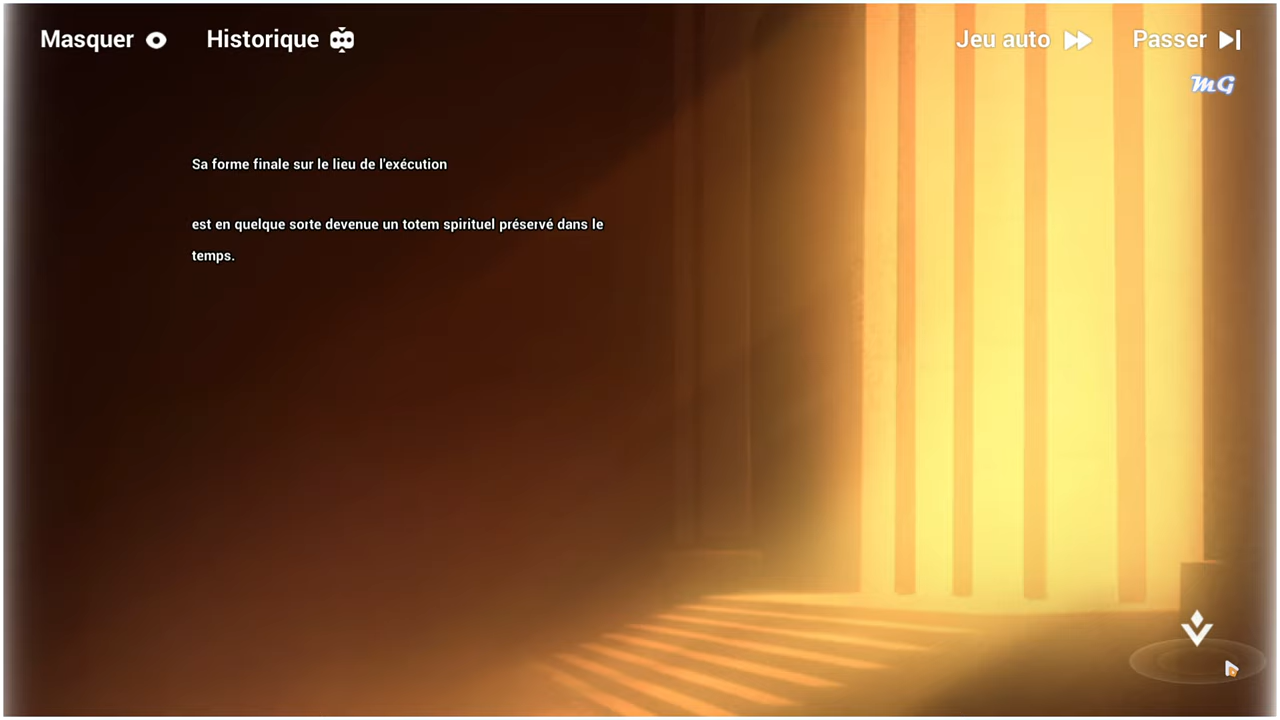 Masquer Historique Jeu auto Passer
MG
Sa forme finale sur le lieu de l'exécution
est en quelque sorte devenue un totem spirituel préservé dans le
temps.